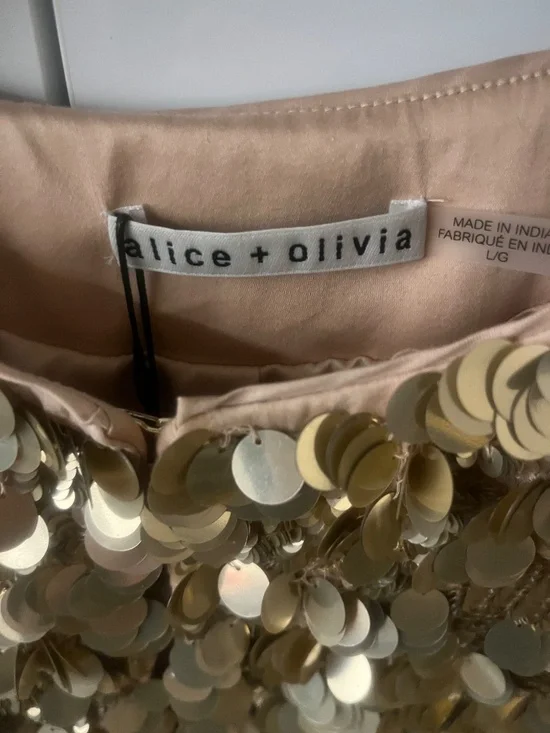 alice + olivia
MADE IN INDIA
FABRIQUÉ EN
L/G